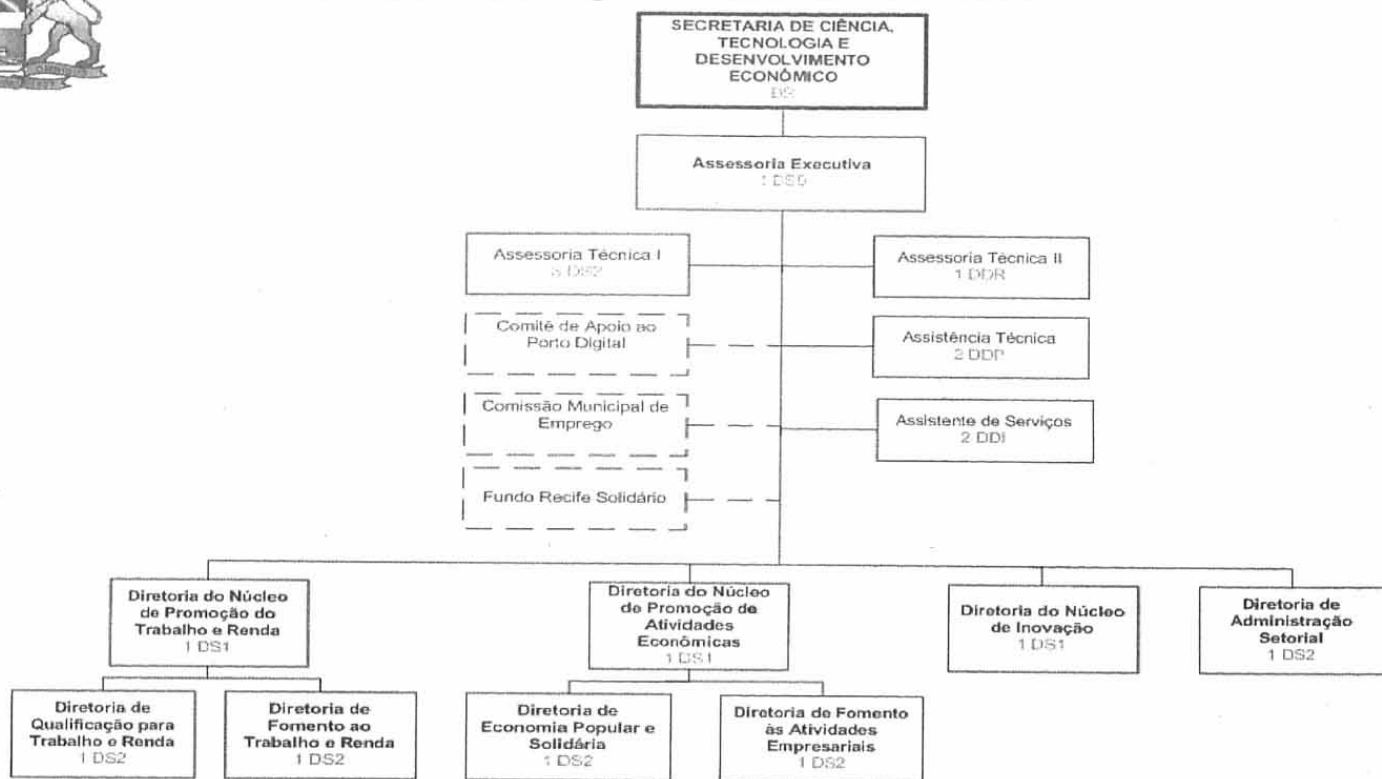 SECRETARIA DE CIÊNCIA,
TECNOLOGIA E
DESENVOLVIMENTO
ECONÔMICO
Assessoria Executiva
Assessoria Técnica I
Assessoria Técnica II
1 DDR
Comitê de Apoio ao
Porto Digital
Assistência Técnica
2 DDP
Comissão Municipal de
Emprego
Assistente de Serviços
2 DDI
Fundo Recife Solidário
Diretoria do Núcleo
de Promoção do
Trabalho e Renda
1 DS1
Diretoria do Núcleo
de Promoção de
Atividades
Econômicas
1 DS1
Diretoria do Núcleo
de Inovação
1 DS1
Diretoria de
Administração
Setorial
1 DS2
Diretoria de
Qualificação para
Trabalho e Renda
1 DS2
Diretoria de
Fomento ao
Trabalho e Renda
1 DS2
Diretoria de
Economia Popular e
Solidária
1 DS2
Diretoria de Fomento
às Atividades
Empresariais
1 DS2